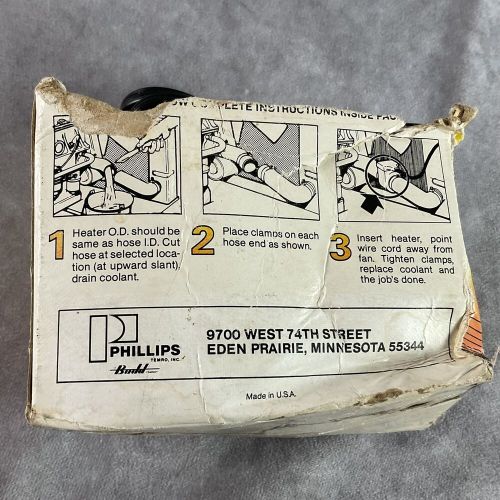 COMPLETE INSTRUCTIONS INSIDE
1 Heater O.D. should be
same as hose I.D. Cut
hose at selected loca-
tion (at upward slant),
drain coolant.
2 Place clamps on each
hose end as shown.
3 Insert heater, point
wire cord away from
fan. Tighten clamps,
replace coolant and
the job's done.
PHILLIPS
TEMRO, INC.
Budd
9700 WEST 74TH STREET
EDEN PRAIRIE, MINNESOTA 55344
Made in U.S.A.